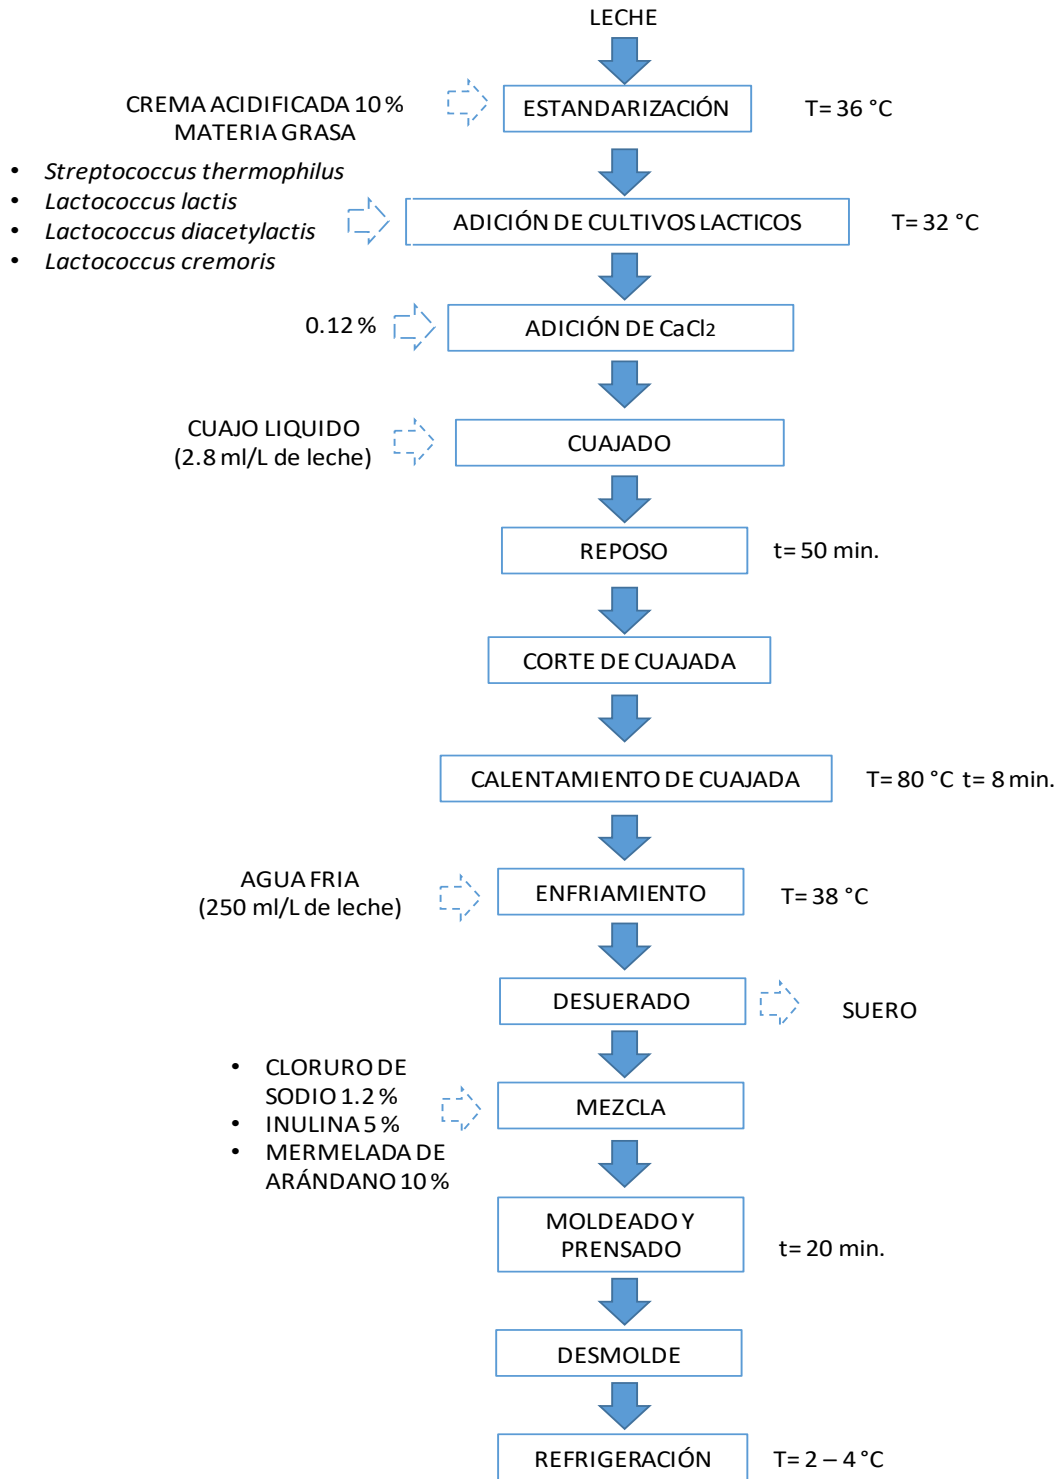 LECHE
CREMA ACIDIFICADA 10 %
MATERIA GRASA
ESTANDARIZACIÓN
T= 36 °C
• Streptococcus thermophilus
• Lactococcus lactis
• Lactococcus diacetylactis
• Lactococcus cremoris
ADICIÓN DE CULTIVOS LACTICOS
T= 32 °C
0.12 %
ADICIÓN DE CaCl2
CUAJO LIQUIDO
(2.8 ml/L de leche)
CUAJADO
REPOSO
t= 50 min.
CORTE DE CUAJADA
CALENTAMIENTO DE CUAJADA
T= 80 °C t= 8 min.
AGUA FRIA
(250 ml/L de leche)
ENFRIAMIENTO
T= 38 °C
DESUERADO
SUERO
• CLORURO DE
SODIO 1.2 %
• INULINA 5 %
• MERMELADA DE
ARÁNDANO 10 %
MEZCLA
MOLDEADO Y
PRENSADO
t= 20 min.
DESMOLDE
REFRIGERACIÓN
T= 2 – 4 °C